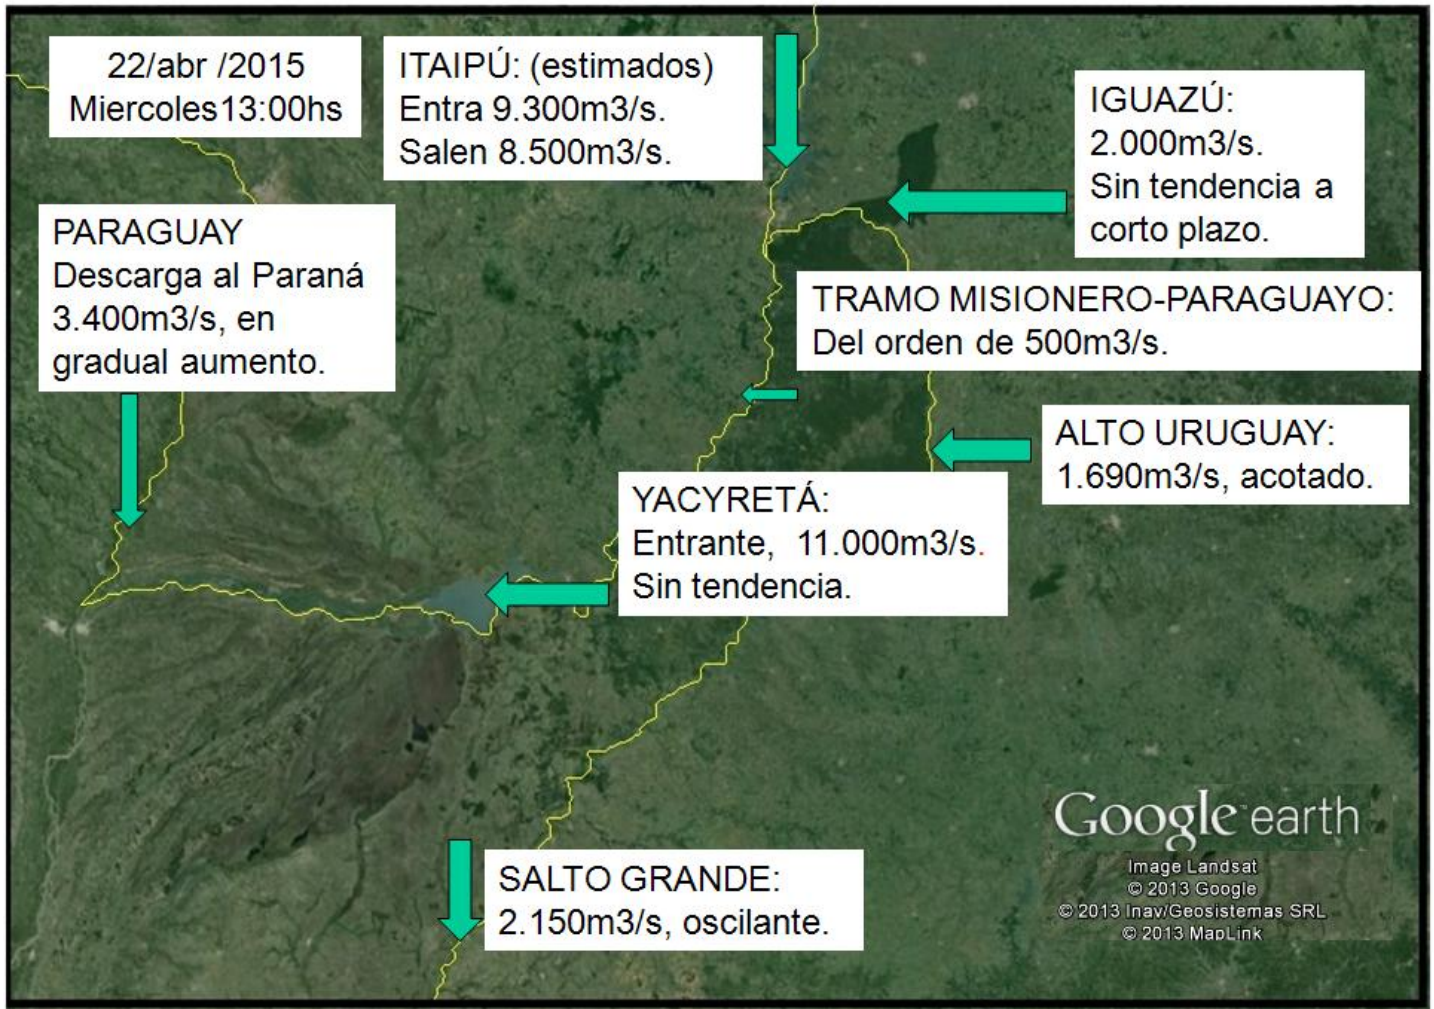 22/abr /2015
Miercoles13:00hs
ITAIPÚ: (estimados)
Entra 9.300m3/s.
Salen 8.500m3/s.
IGUAZÚ:
2.000m3/s.
Sin tendencia a
corto plazo.
PARAGUAY
Descarga al Paraná
3.400m3/s, en
gradual aumento.
TRAMO MISIONERO-PARAGUAYO:
Del orden de 500m3/s.
ALTO URUGUAY:
1.690m3/s, acotado.
YACYRETÁ:
Entrante, 11.000m3/s.
Sin tendencia.
SALTO GRANDE:
2.150m3/s, oscilante.
Google earth
Image Landsat
© 2013 Google
© 2013 Inav/Geosistemas SRL
© 2013 MapLink